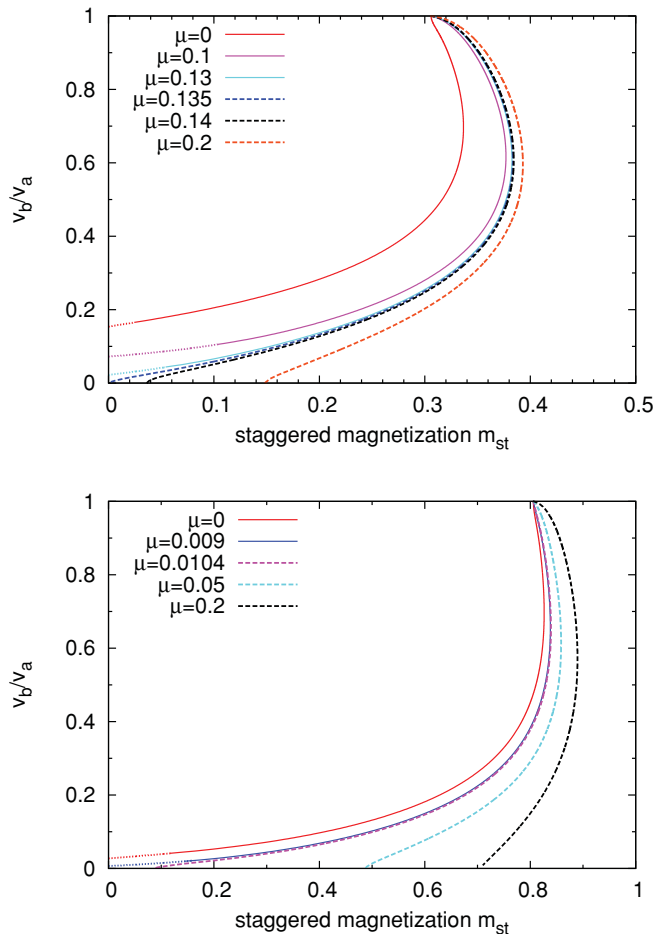 1
0.8
0.6
0.4
0.2
0
v_b/v_a
μ=0
μ=0.1
μ=0.13
μ=0.135
μ=0.14
μ=0.2
0 0.1 0.2 0.3 0.4 0.5
staggered magnetization m_st
1
0.8
0.6
0.4
0.2
0
v_b/v_a
μ=0
μ=0.009
μ=0.0104
μ=0.05
μ=0.2
0 0.2 0.4 0.6 0.8 1
staggered magnetization m_st